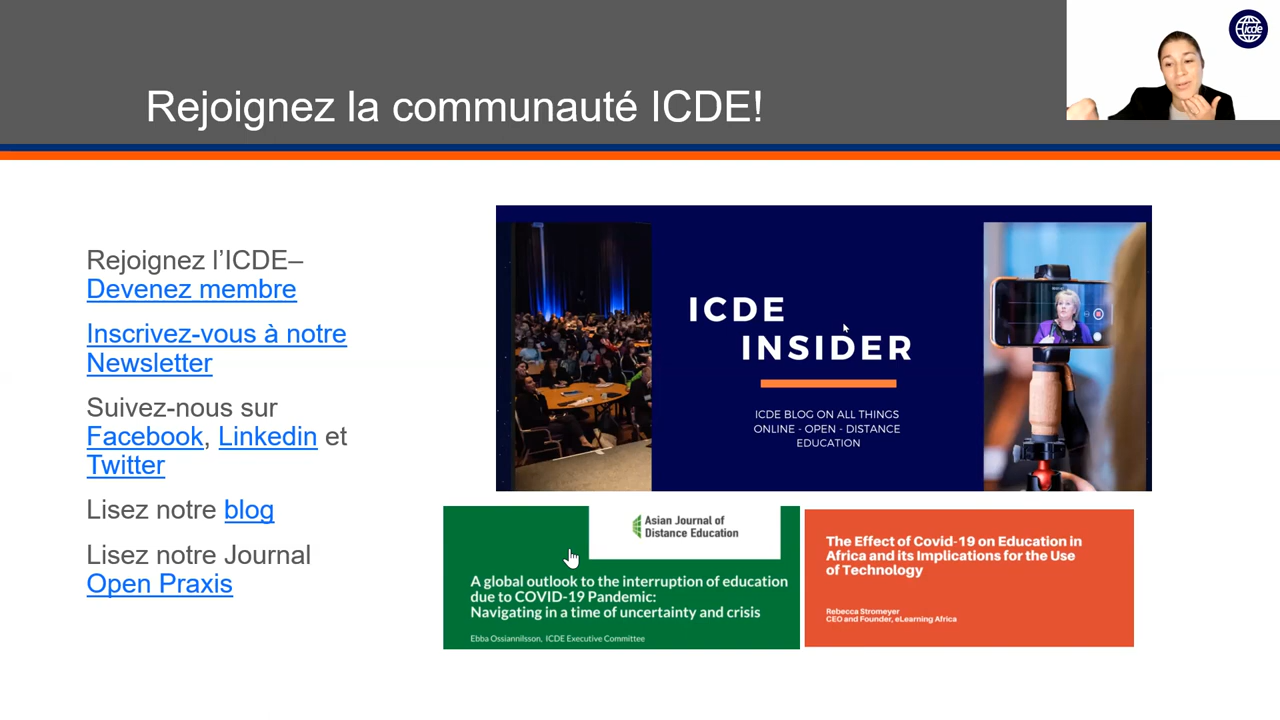 icde
Rejoignez la communauté ICDE!
Rejoignez l’ICDE–
Devenez membre
Inscrivez-vous à notre
Newsletter
Suivez-nous sur
Facebook, Linkedin et
Twitter
Lisez notre blog
Lisez notre Journal
Open Praxis
ICDE
INSIDER
ICDE BLOG ON ALL THINGS
ONLINE - OPEN - DISTANCE
EDUCATION
Asian Journal of
Distance Education
A global outlook to the interruption of education
due to COVID-19 Pandemic:
Navigating in a time of uncertainty and crisis
Ebba Ossiannilsson, ICDE Executive Committee
The Effect of Covid-19 on Education in
Africa and its Implications for the Use
of Technology
Rebecca Stromeyer
CEO and Founder, eLearning Africa